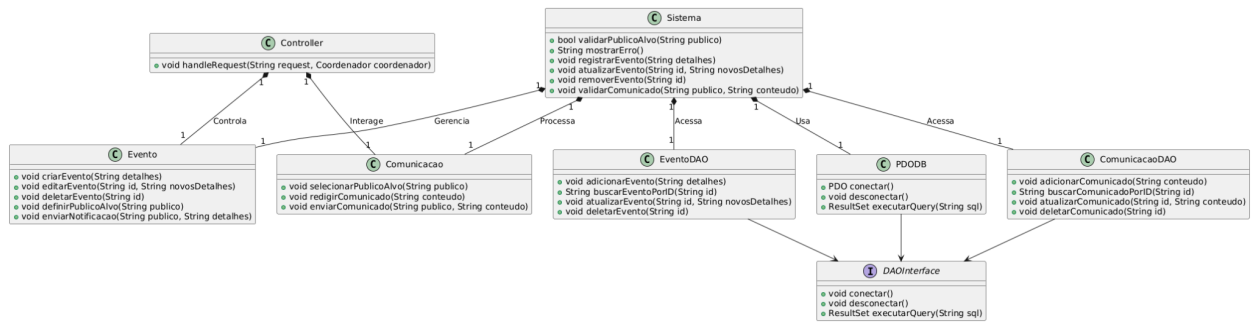 C Sistema
+ bool validarPublicoAlvo(String publico)
+ String mostrarErro()
+ void registrarEvento(String detalhes)
+ void atualizarEvento(String id, String novosDetalhes)
+ void removerEvento(String id)
+ void validarComunicado(String publico, String conteudo)
C Controller
+ void handleRequest(String request, Coordenador coordenador)
1 1 1 1 1 1 1
Controla Interage Gerencia Processa Acessa Usa Acessa
1 1 1 1 1 1 1
C Evento
+ void criarEvento(String detalhes)
+ void editarEvento(String id, String novosDetalhes)
+ void deletarEvento(String id)
+ void definirPublicoAlvo(String publico)
+ void enviarNotificacao(String publico, String detalhes)
C Comunicacao
+ void selecionarPublicoAlvo(String publico)
+ void redigirComunicado(String conteudo)
+ void enviarComunicado(String publico, String conteudo)
C EventoDAO
+ void adicionarEvento(String detalhes)
+ String buscarEventoPorID(String id)
+ void atualizarEvento(String id, String novosDetalhes)
+ void deletarEvento(String id)
C PDODB
+ PDO conectar()
+ void desconectar()
+ ResultSet executarQuery(String sql)
C ComunicacaoDAO
+ void adicionarComunicado(String conteudo)
+ String buscarComunicadoPorID(String id)
+ void atualizarComunicado(String id, String conteudo)
+ void deletarComunicado(String id)
I DAOInterface
+ void conectar()
+ void desconectar()
+ ResultSet executarQuery(String sql)